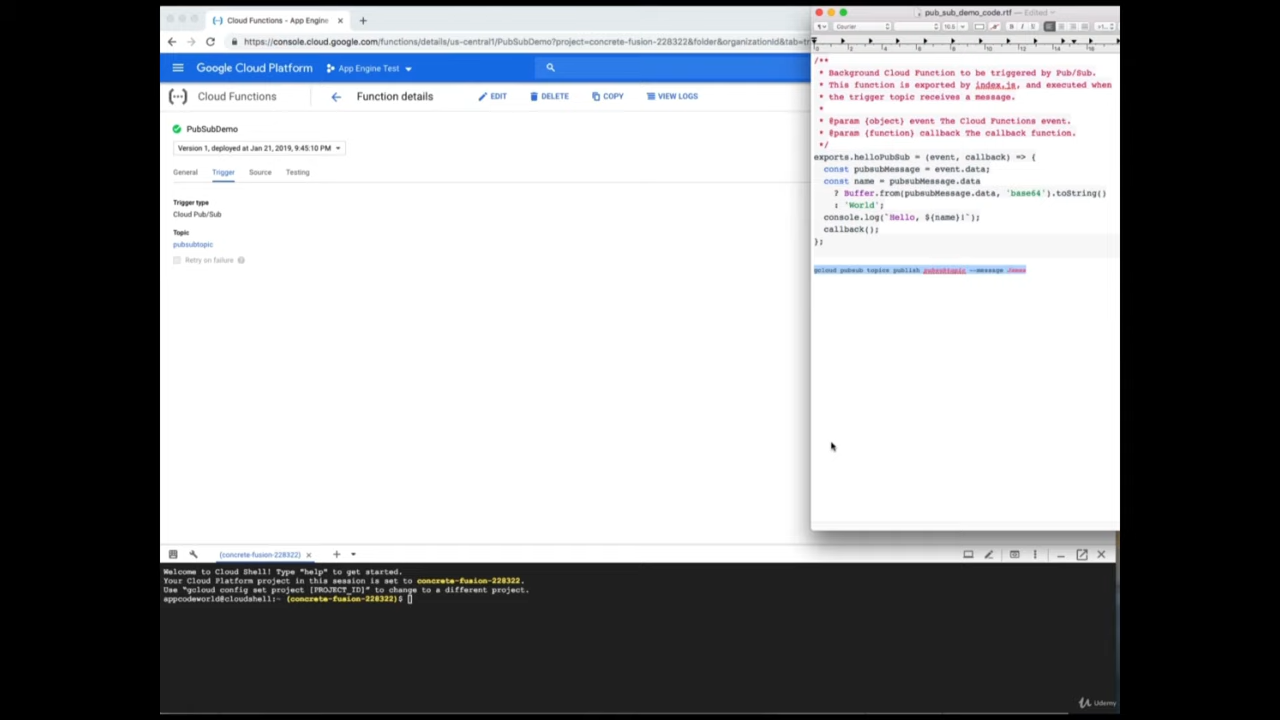 Cloud Functions - App Engine
https://console.cloud.google.com/functions/details/us-central1/PubSubDemo?project=concrete-fusion-228322&folder&organizationId&tab=tr
Google Cloud Platform App Engine Test
Cloud Functions Function details EDIT DELETE COPY VIEW LOGS
PubSubDemo
Version 1, deployed at Jan 21, 2019, 9:45:10 PM
General Trigger Source Testing
Trigger type
Cloud Pub/Sub
Topic
pubsubtopic
Retry on failure
pub_sub_demo_code.rtf — Edited
Courier
/**
* Background Cloud Function to be triggered by Pub/Sub.
* This function is exported by index.js, and executed when
* the trigger topic receives a message.
*
* @param {object} event The Cloud Functions event.
* @param {function} callback The callback function.
*/
exports.helloPubSub = (event, callback) => {
const pubsubMessage = event.data;
const name = pubsubMessage.data
? Buffer.from(pubsubMessage.data, 'base64').toString()
: 'World';
console.log(`Hello, ${name}!`);
callback();
};
gcloud pubsub topics publish pubsubtopic --message
(concrete-fusion-228322)
Welcome to Cloud Shell! Type "help" to get started.
Your Cloud Platform project in this session is set to concrete-fusion-228322.
Use "gcloud config set project [PROJECT_ID]" to change to a different project.
appcodeworld@cloudshell:~ (concrete-fusion-228322)$
Udemy